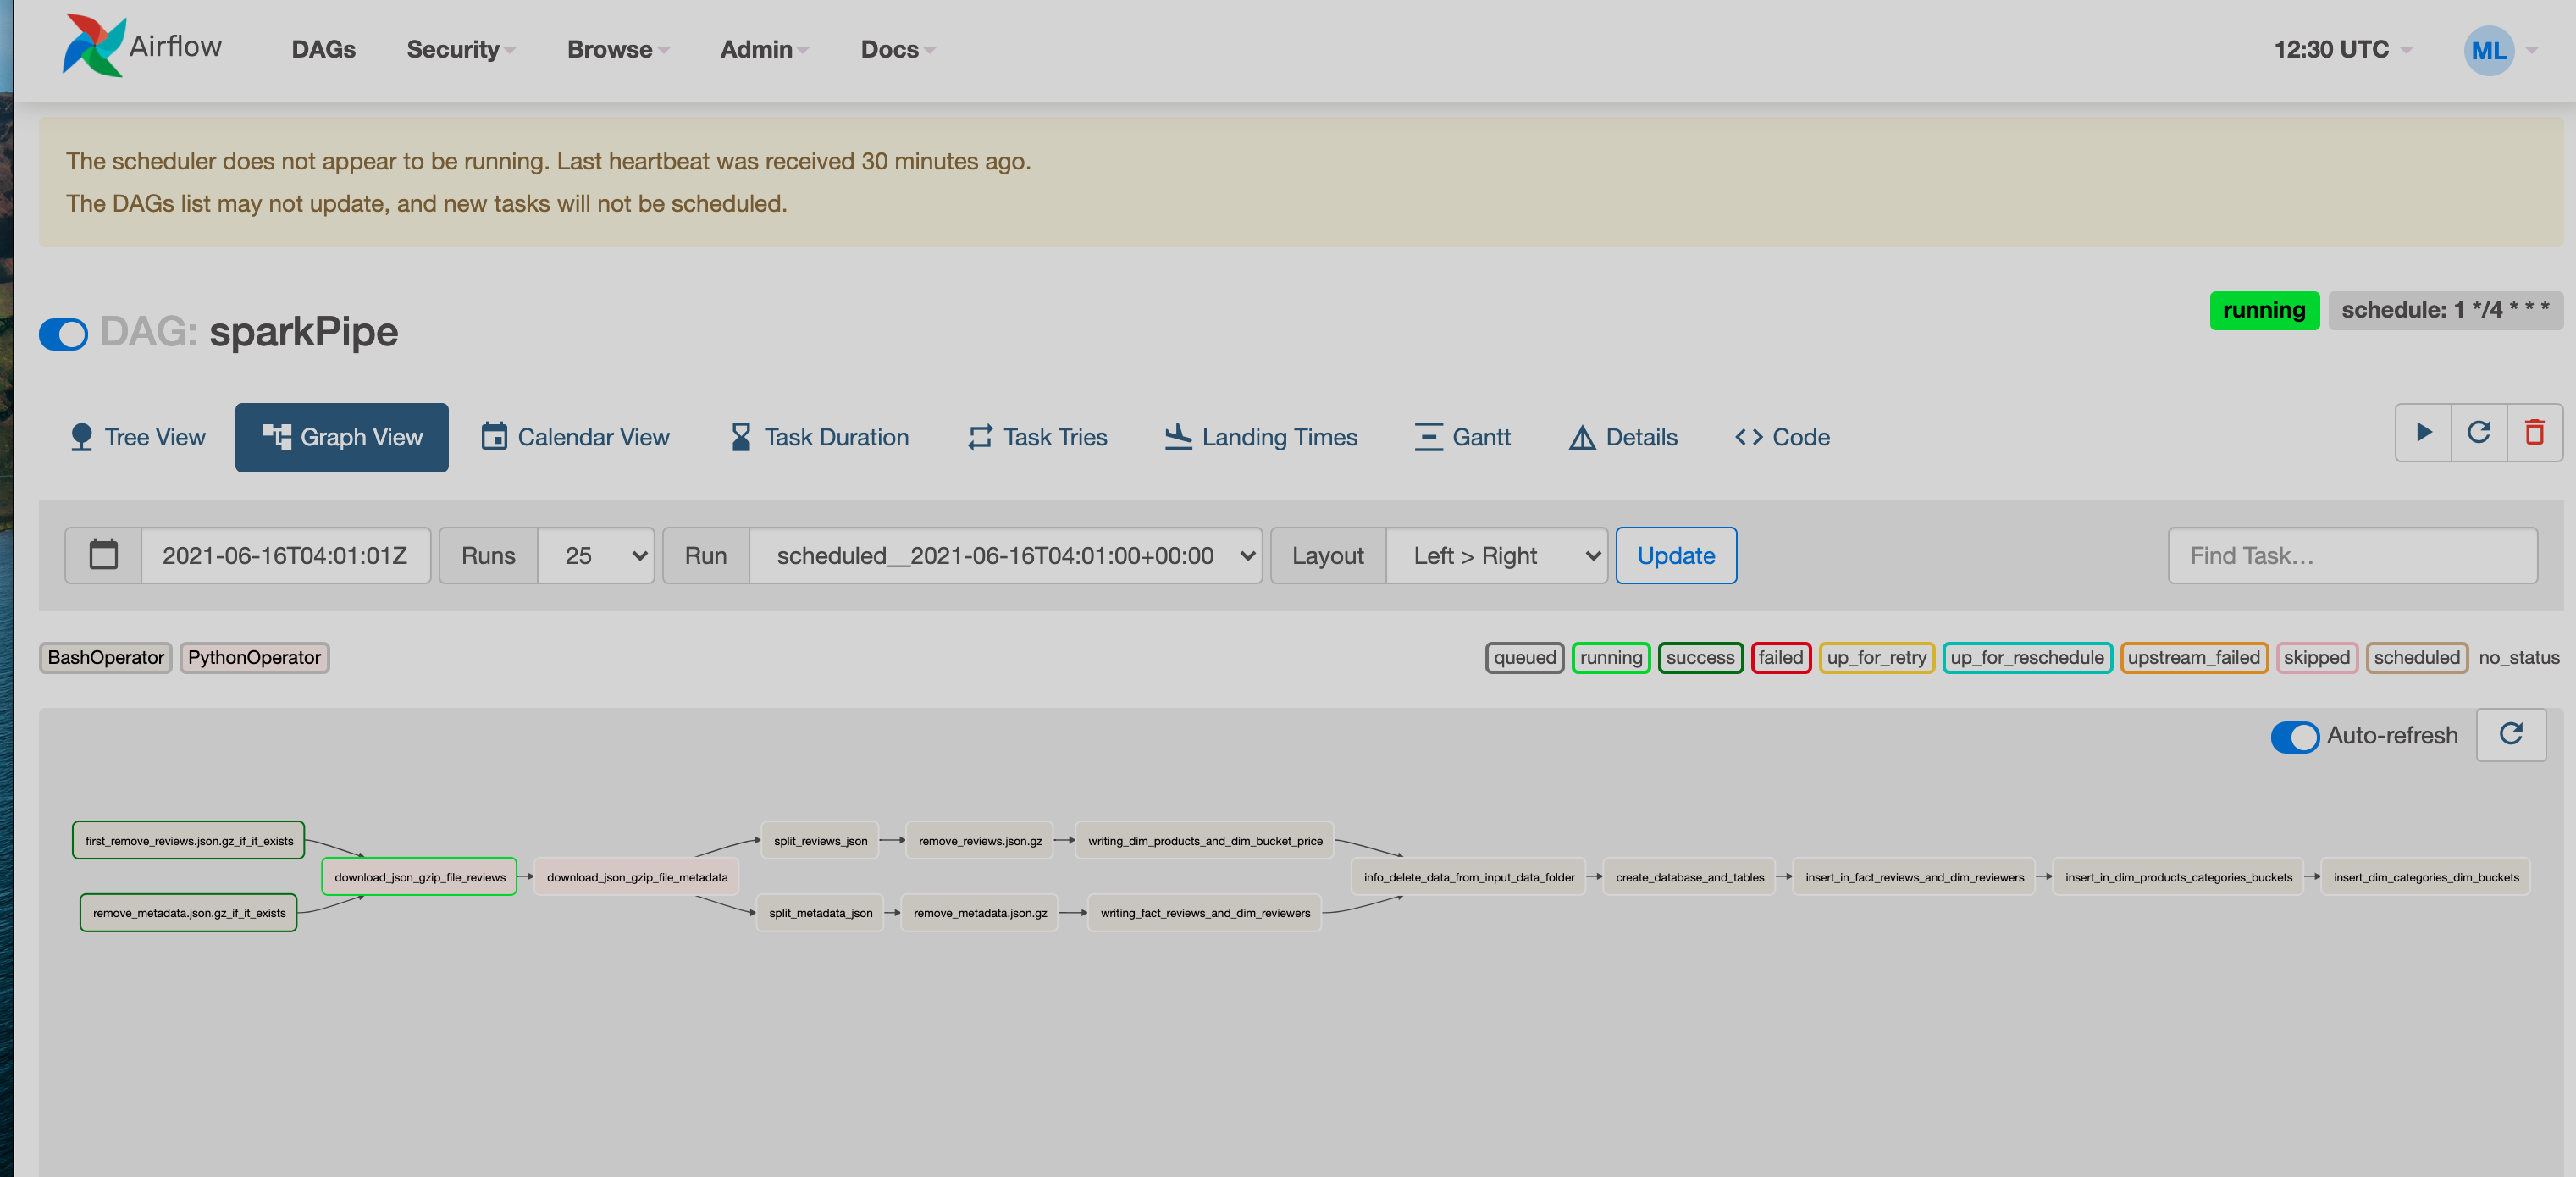 Airflow DAGs Security Browse Admin Docs 12:30 UTC ML
The scheduler does not appear to be running. Last heartbeat was received 30 minutes ago.
The DAGs list may not update, and new tasks will not be scheduled.
running schedule: 1 */4 * * *
DAG: sparkPipe
Tree View Graph View Calendar View Task Duration Task Tries Landing Times Gantt Details Code
2021-06-16T04:01:01Z Runs 25 Run scheduled__2021-06-16T04:01:00+00:00 Layout Left > Right Update Find Task...
BashOperator PythonOperator queued running success failed up_for_retry up_for_reschedule upstream_failed skipped scheduled no_status
Auto-refresh
first_remove_reviews.json.gz_if_it_exists split_reviews_json remove_reviews.json.gz writing_dim_products_and_dim_bucket_price
download_json_gzip_file_reviews download_json_gzip_file_metadata info_delete_data_from_input_data_folder create_database_and_tables insert_in_fact_reviews_and_dim_reviewers insert_in_dim_products_categories_buckets insert_dim_categories_dim_buckets
remove_metadata.json.gz_if_it_exists split_metadata_json remove_metadata.json.gz writing_fact_reviews_and_dim_reviewers